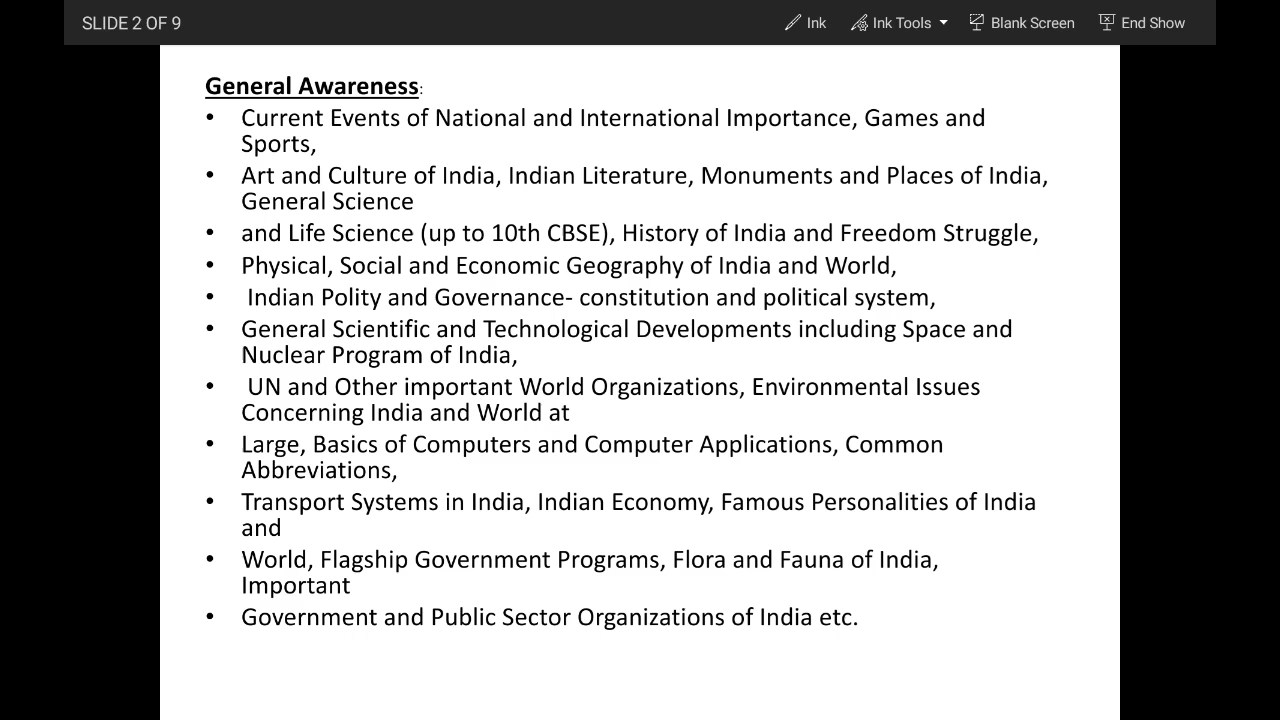 SLIDE 2 OF 9 Ink Ink Tools Blank Screen End Show
General Awareness:
• Current Events of National and International Importance, Games and
Sports,
• Art and Culture of India, Indian Literature, Monuments and Places of India,
General Science
• and Life Science (up to 10th CBSE), History of India and Freedom Struggle,
• Physical, Social and Economic Geography of India and World,
• Indian Polity and Governance- constitution and political system,
• General Scientific and Technological Developments including Space and
Nuclear Program of India,
• UN and Other important World Organizations, Environmental Issues
Concerning India and World at
• Large, Basics of Computers and Computer Applications, Common
Abbreviations,
• Transport Systems in India, Indian Economy, Famous Personalities of India
and
• World, Flagship Government Programs, Flora and Fauna of India,
Important
• Government and Public Sector Organizations of India etc.